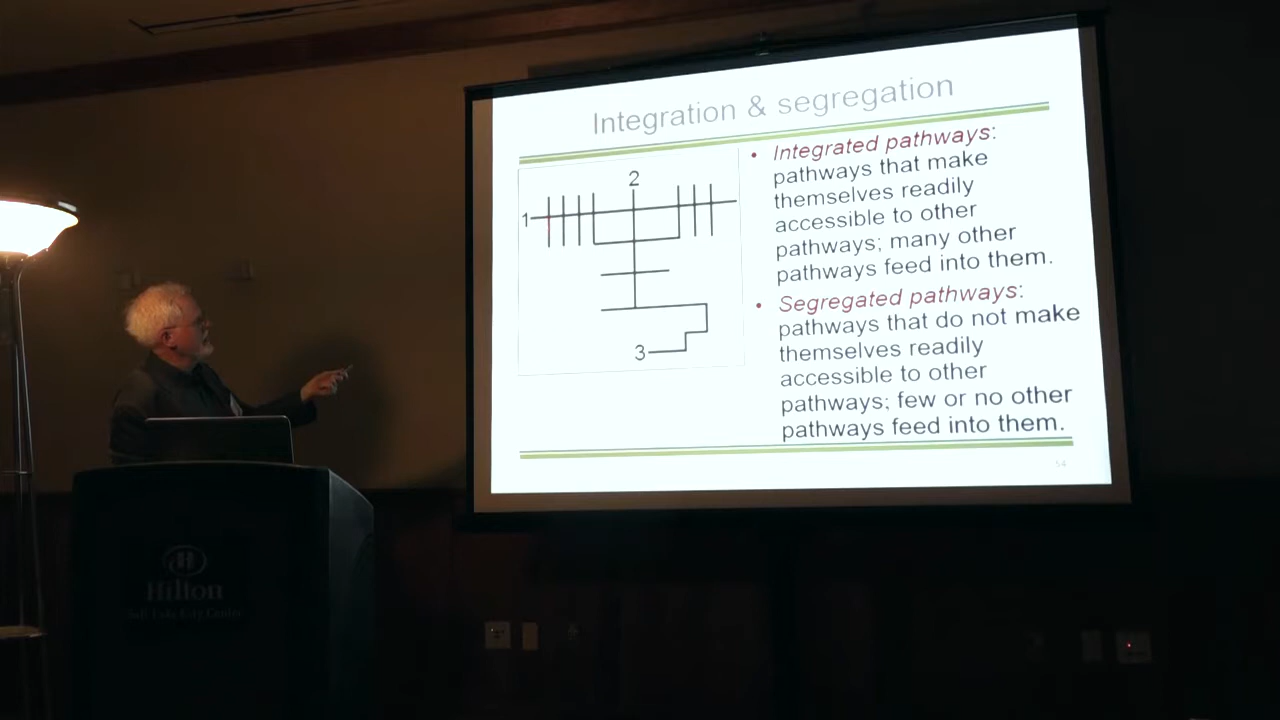 Integration & segregation
1
2
3
• Integrated pathways:
pathways that make
themselves readily
accessible to other
pathways; many other
pathways feed into them.
• Segregated pathways:
pathways that do not make
themselves readily
accessible to other
pathways; few or no other
pathways feed into them.
54
Hilton
Salt Lake City Center